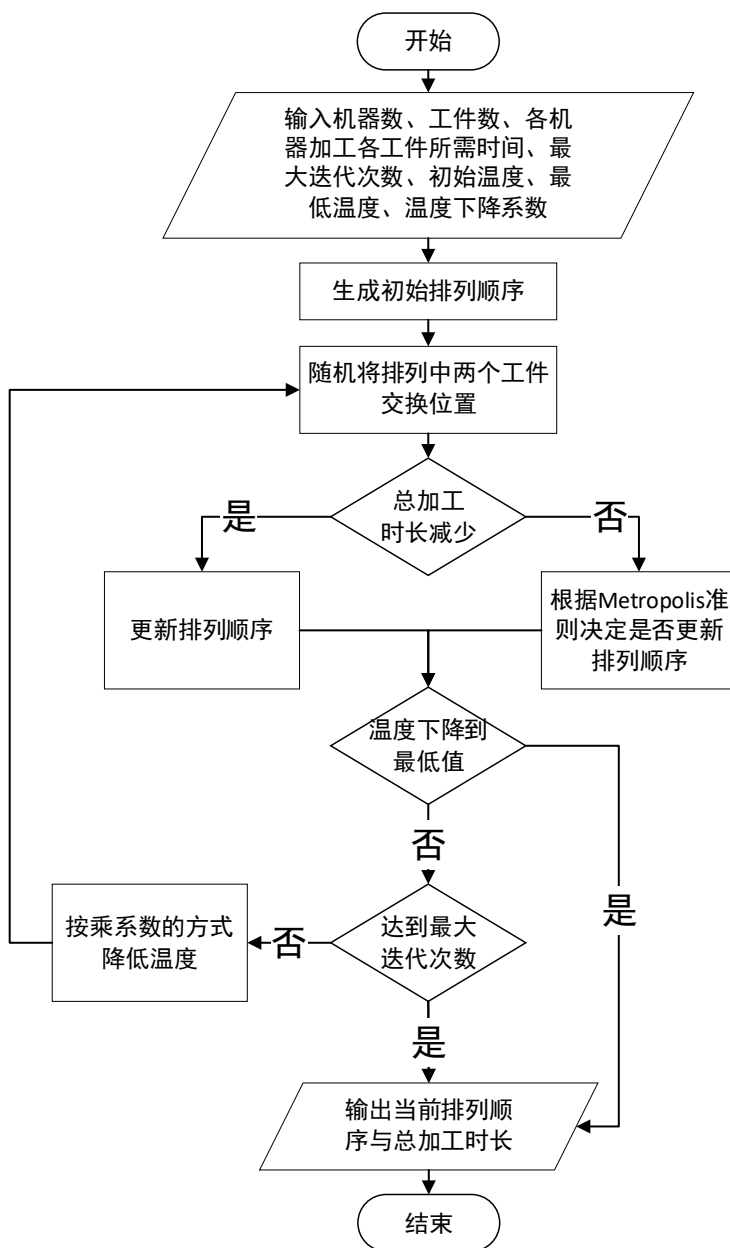 开始
输入机器数、工件数、各机
器加工各工件所需时间、最
大迭代次数、初始温度、最
低温度、温度下降系数
生成初始排列顺序
随机将排列中两个工件
交换位置
总加工
时长减少
是
否
更新排列顺序
根据Metropolis准
则决定是否更新
排列顺序
温度下降到
最低值
否
是
按乘系数的方式
降低温度
否
达到最大
迭代次数
是
输出当前排列顺
序与总加工时长
结束